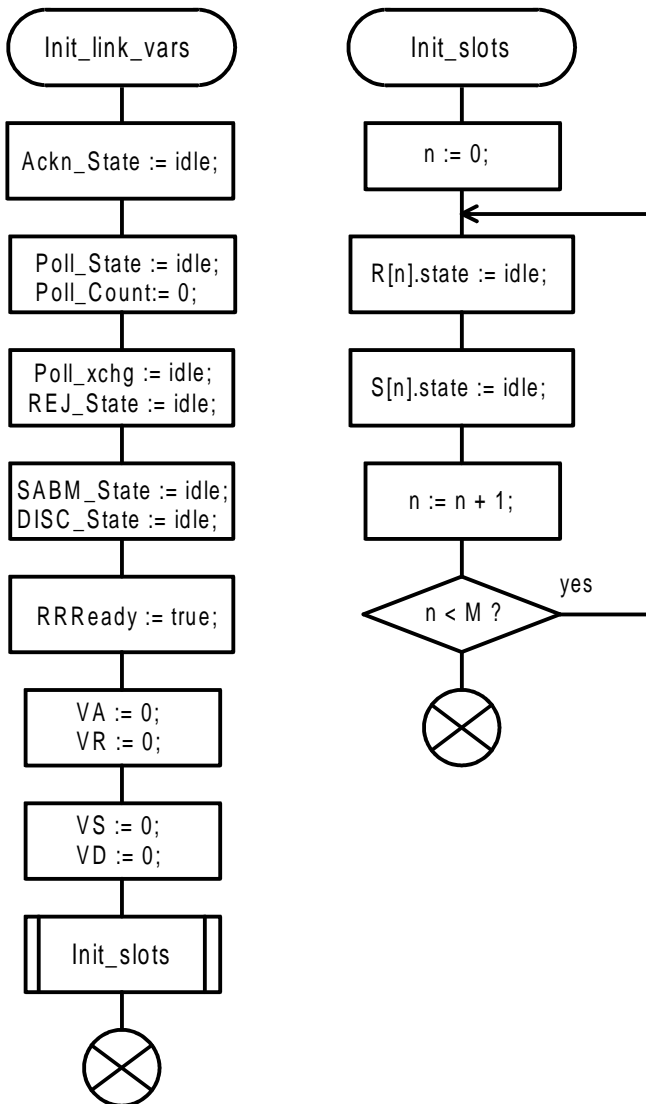 Init_link_vars
Ackn_State := idle;
Poll_State := idle;
Poll_Count:= 0;
Poll_xchg := idle;
REJ_State := idle;
SABM_State := idle;
DISC_State := idle;
RRReady := true;
VA := 0;
VR := 0;
VS := 0;
VD := 0;
Init_slots
Init_slots
n := 0;
R[n].state := idle;
S[n].state := idle;
n := n + 1;
n < M ?
yes